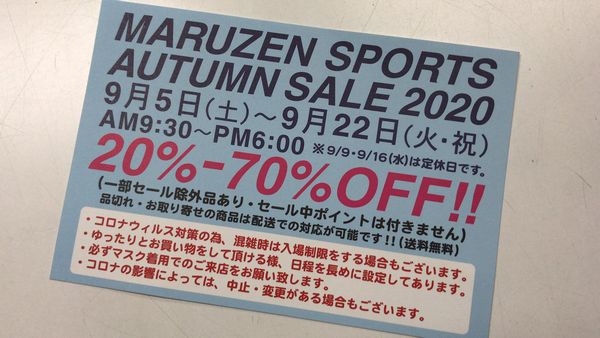 MARUZEN SPORTS
AUTUMN SALE 2020
9月5日(土)～9月22日(火・祝)
AM9:30～PM6:00 ※9/9・9/16(水)は定休日です。
20%-70%OFF!!
(一部セール除外品あり・セール中ポイントは付きません)
品切れ・お取り寄せの商品は配送での対応が可能です!!(送料無料)
・コロナウィルス対策の為、混雑時は入場制限をする場合もございます。
・ゆったりとお買い物をして頂ける様、日程を長めに設定してあります。
・必ずマスク着用でのご来店をお願い致します。
・コロナの影響によっては、中止・変更がある場合もございます。